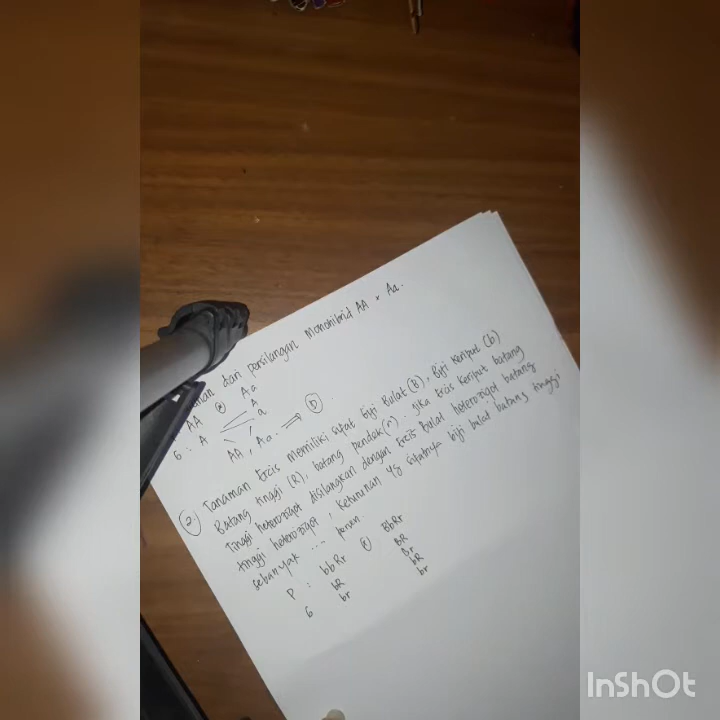 dari persilangan Monohibrid AA × Aa.
AA ⊗ Aa
G : A A
a
AA, Aa. ⇒ (D)
(2) Tanaman Ercis memiliki sifat biji Bulat (B), Biji keriput (b)
Batang tinggi (R), batang pendek (r). Jika Ercis keriput batang
Tinggi heterozigot disilangkan dengan Ercis Bulat heterozigot batang
tinggi heterozigot, keturunan yg sifatnya biji bulat batang tinggi
sebanyak .... persen.
P : bbRr ⊗ BbRr
G bR BR
br Br
bR
br
InShOt